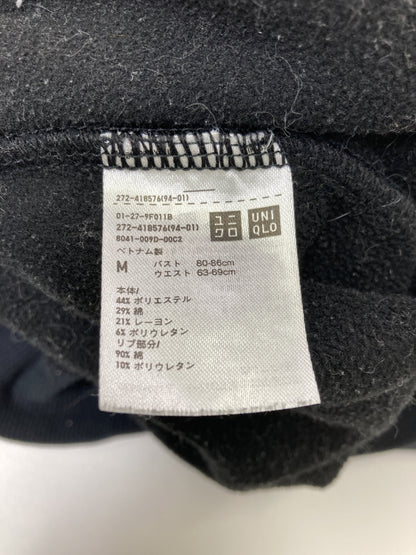 272-418576(94-01)
01-27-9F011B
272-418576(94-01)
8041-009D-00C2
ユニクロ
UNIQLO
ベトナム製
M バスト 80-86cm
ウエスト 63-69cm
本体/
44% ポリエステル
29% 綿
21% レーヨン
6% ポリウレタン
リブ部分/
90% 綿
10% ポリウレタン